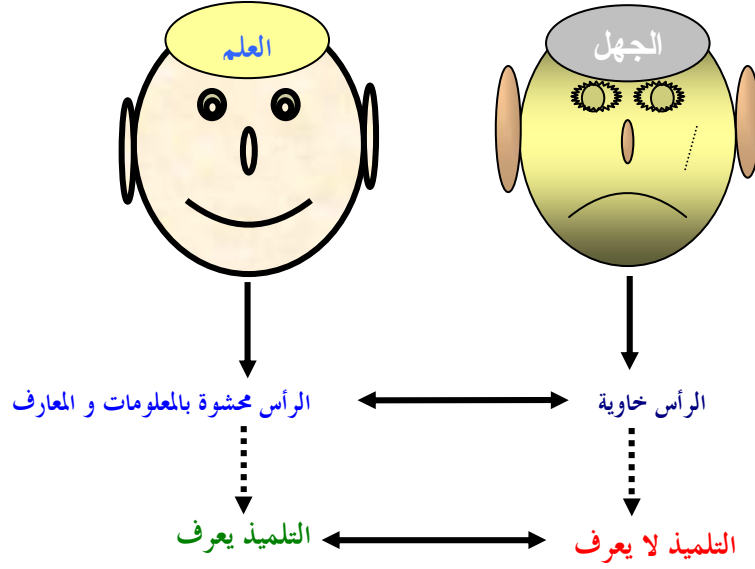 الجهل
العلم
الرأس خاوية
الرأس محشوة بالمعلومات و المعارف
التلميذ لا يعرف
التلميذ يعرف